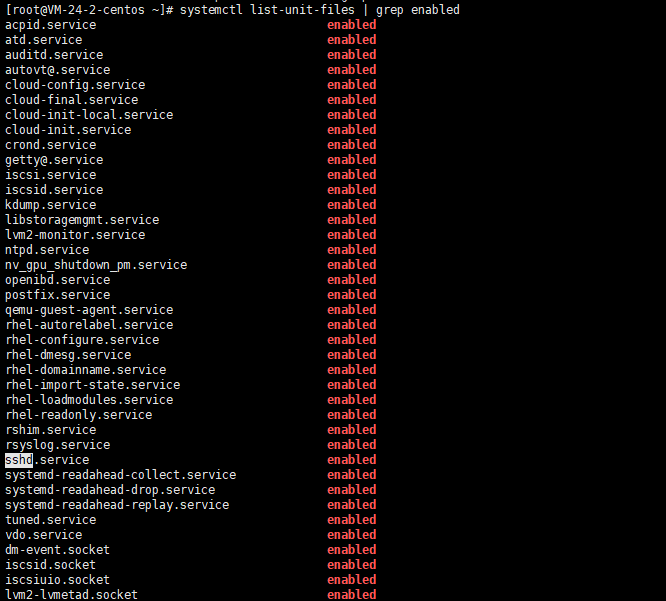 [root@VM-24-2-centos ~]# systemctl list-unit-files | grep enabled
acpid.service enabled
atd.service enabled
auditd.service enabled
autovt@.service enabled
cloud-config.service enabled
cloud-final.service enabled
cloud-init-local.service enabled
cloud-init.service enabled
crond.service enabled
getty@.service enabled
iscsi.service enabled
iscsid.service enabled
kdump.service enabled
libstoragemgmt.service enabled
lvm2-monitor.service enabled
ntpd.service enabled
nv_gpu_shutdown_pm.service enabled
openibd.service enabled
postfix.service enabled
qemu-guest-agent.service enabled
rhel-autorelabel.service enabled
rhel-configure.service enabled
rhel-dmesg.service enabled
rhel-domainname.service enabled
rhel-import-state.service enabled
rhel-loadmodules.service enabled
rhel-readonly.service enabled
rshim.service enabled
rsyslog.service enabled
sshd.service enabled
systemd-readahead-collect.service enabled
systemd-readahead-drop.service enabled
systemd-readahead-replay.service enabled
tuned.service enabled
vdo.service enabled
dm-event.socket enabled
iscsid.socket enabled
iscsiuio.socket enabled
lvm2-lvmetad.socket enabled